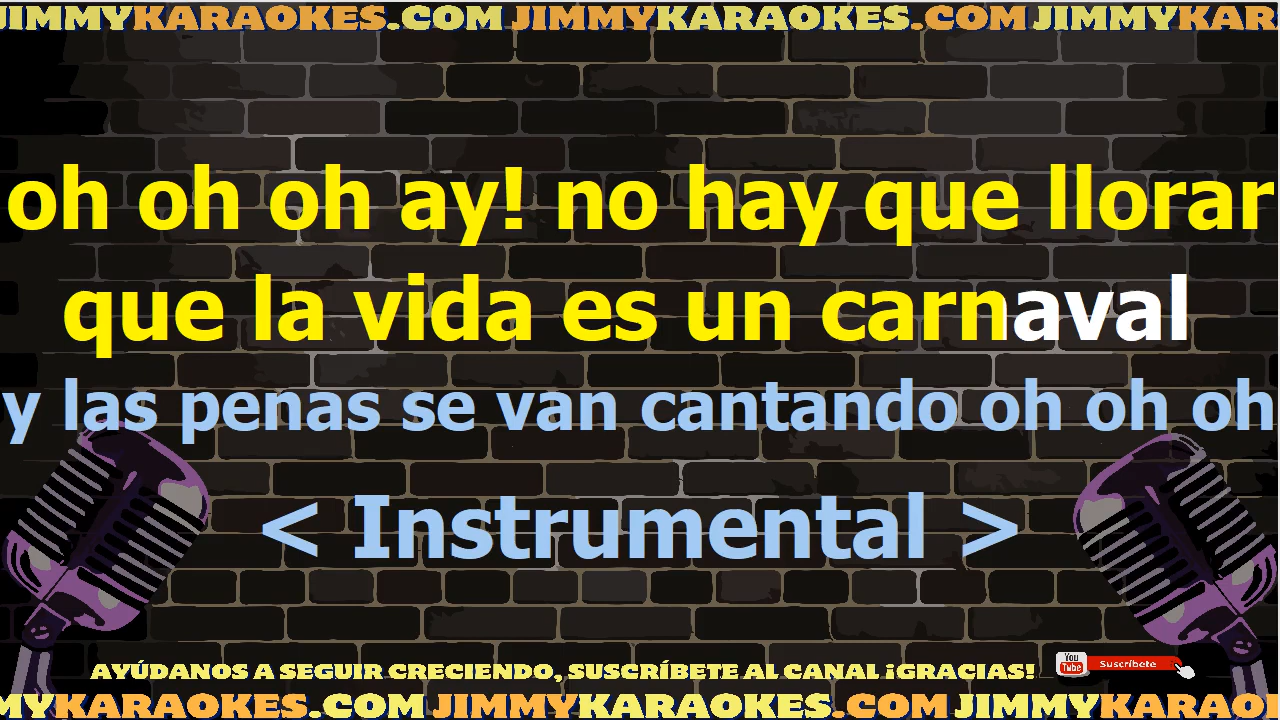 JIMMYKARAOKES.COM JIMMYKARAOKES.COM JIMMYKAR
oh oh oh ay! no hay que llorar
que la vida es un carnaval
y las penas se van cantando oh oh oh
< Instrumental >
AYÚDANOS A SEGUIR CRECIENDO, SUSCRÍBETE AL CANAL ¡GRACIAS!
You Tube Suscríbete
MYKARAOKES.COM JIMMYKARAOKES.COM JIMMYKARAO